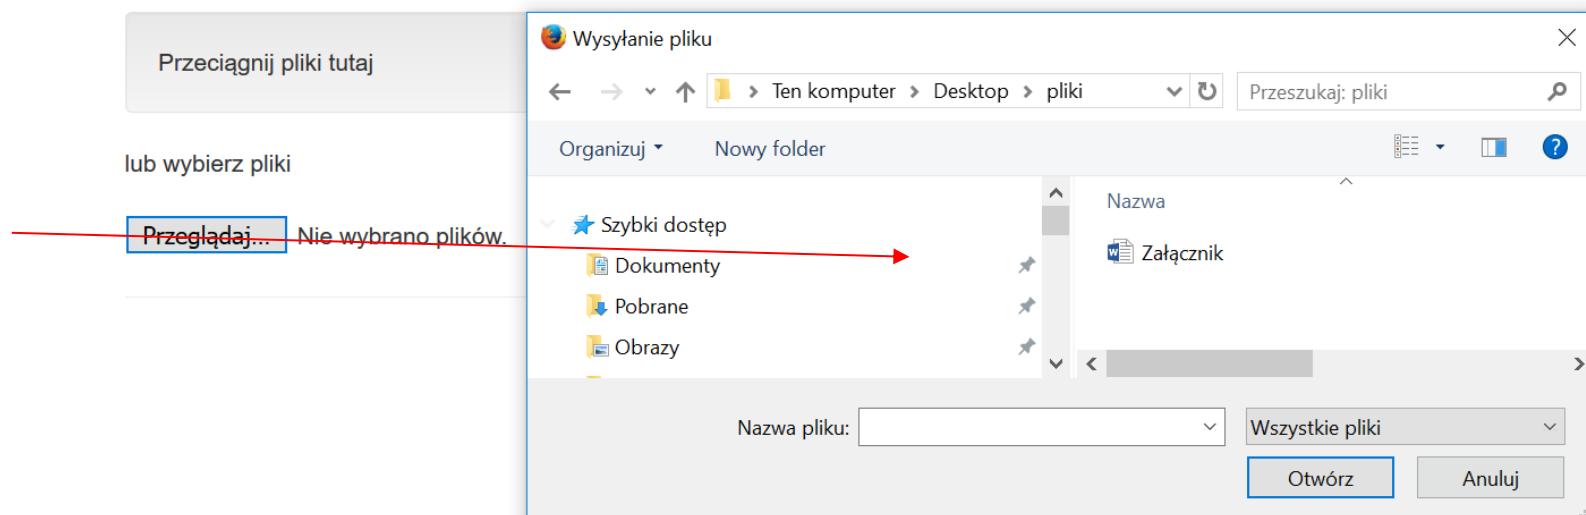 Przeciągnij pliki tutaj
lub wybierz pliki
Przeglądaj... Nie wybrano plików.
Wysyłanie pliku
Ten komputer > Desktop > pliki
Przeszukaj: pliki
Organizuj Nowy folder
?
Szybki dostęp
Dokumenty
Pobrane
Obrazy
Nazwa
Załącznik
Nazwa pliku:
Wszystkie pliki
Otwórz Anuluj